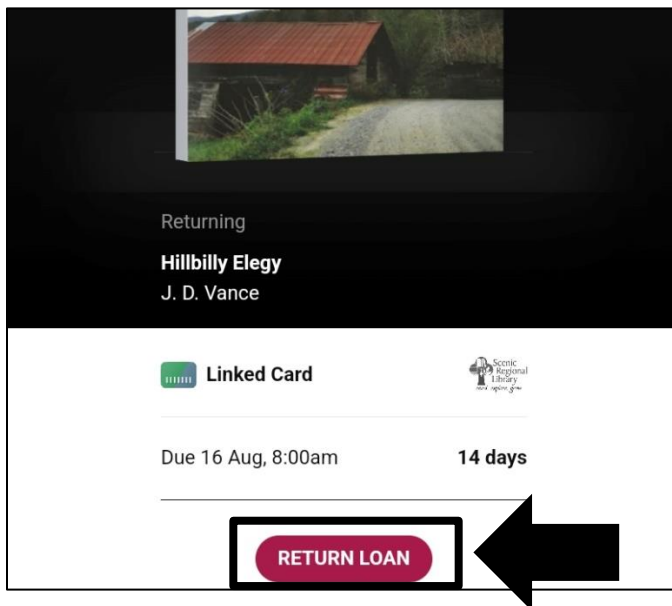 Returning
Hillbilly Elegy
J. D. Vance
Linked Card
Scenic
Regional
Library
Due 16 Aug, 8:00am 14 days
RETURN LOAN